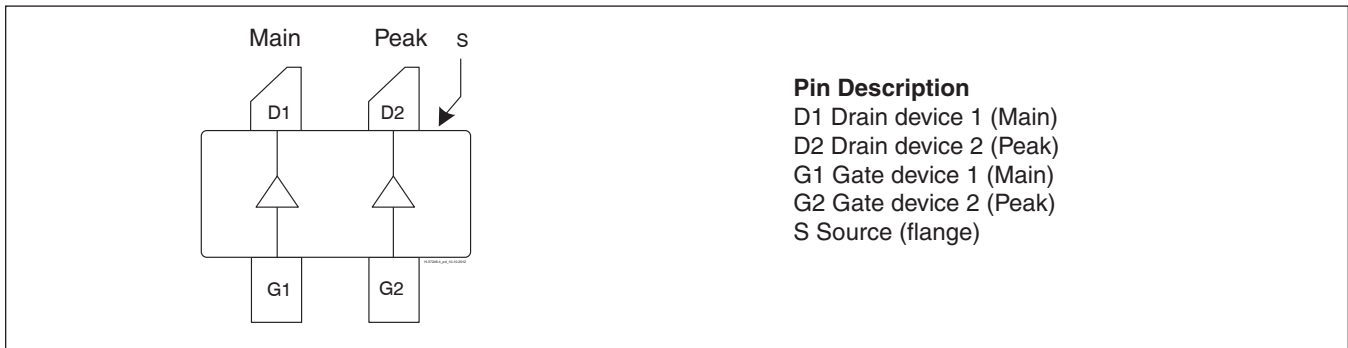 Main Peak S
D1 D2
G1 G2
Pin Description
D1 Drain device 1 (Main)
D2 Drain device 2 (Peak)
G1 Gate device 1 (Main)
G2 Gate device 2 (Peak)
S Source (flange)